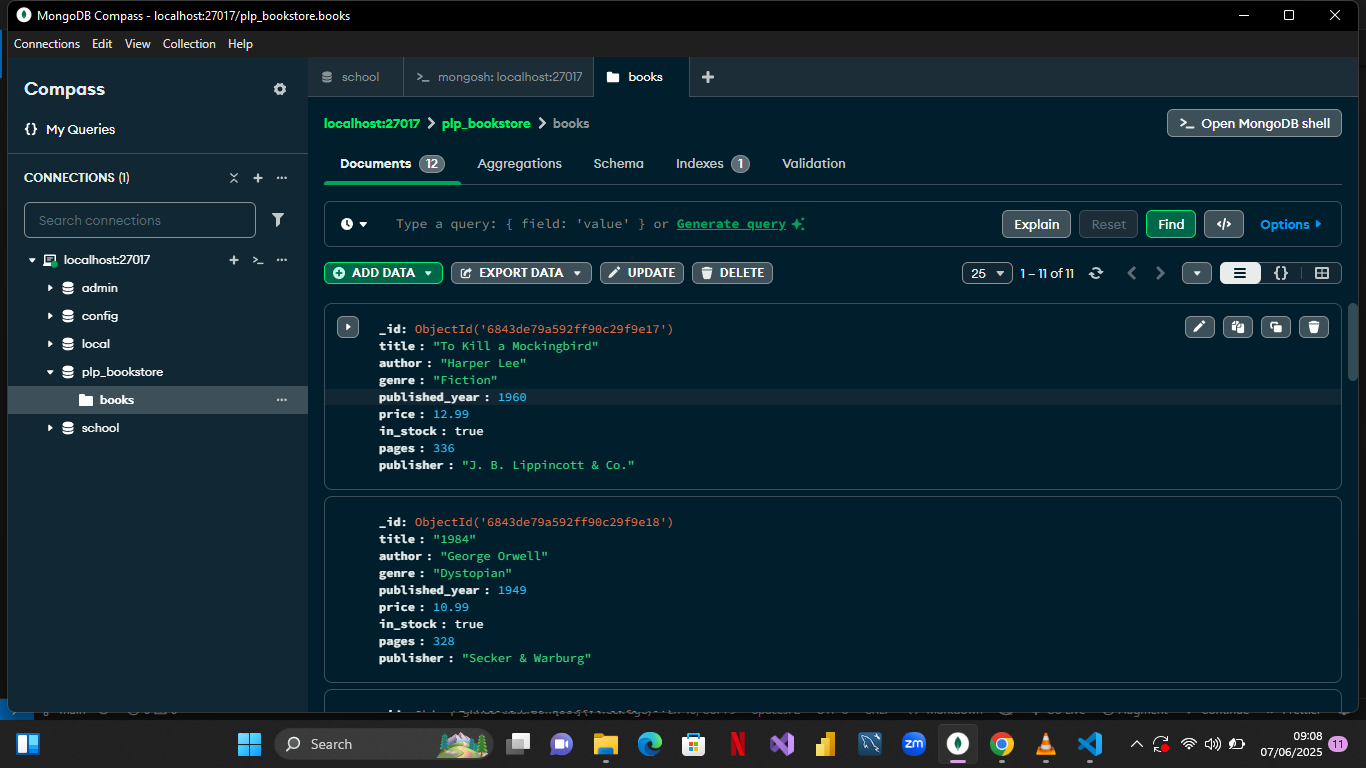 MongoDB Compass - localhost:27017/plp_bookstore.books
Connections Edit View Collection Help
Compass
{} My Queries
CONNECTIONS (1)
Search connections
localhost:27017
admin
config
local
plp_bookstore
books
school
school
>_ mongosh: localhost:27017
books
localhost:27017 > plp_bookstore > books
>_ Open MongoDB shell
Documents 12 Aggregations Schema Indexes 1 Validation
Type a query: { field: 'value' } or Generate query
Explain Reset Find </> Options
ADD DATA EXPORT DATA UPDATE DELETE
25 1 – 11 of 11 {}
_id: ObjectId('6843de79a592ff90c29f9e17')
title : "To Kill a Mockingbird"
author : "Harper Lee"
genre : "Fiction"
published_year : 1960
price : 12.99
in_stock : true
pages : 336
publisher : "J. B. Lippincott & Co."
_id: ObjectId('6843de79a592ff90c29f9e18')
title : "1984"
author : "George Orwell"
genre : "Dystopian"
published_year : 1949
price : 10.99
in_stock : true
pages : 328
publisher : "Secker & Warburg"
Search
N
zm
09:08
07/06/2025
11